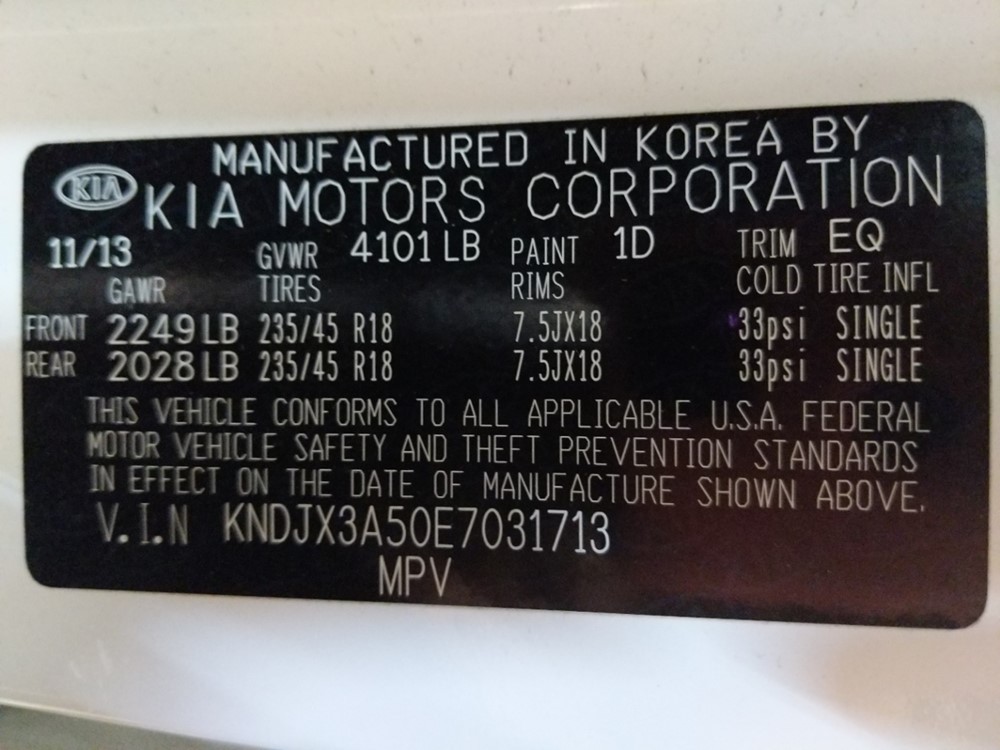 MANUFACTURED IN KOREA BY
KIA KIA MOTORS CORPORATION
11/13 GVWR 4101 LB PAINT 1D TRIM EQ
GAWR TIRES RIMS COLD TIRE INFL
FRONT 2249 LB 235/45 R18 7.5JX18 33psi SINGLE
REAR 2028 LB 235/45 R18 7.5JX18 33psi SINGLE
THIS VEHICLE CONFORMS TO ALL APPLICABLE U.S.A. FEDERAL
MOTOR VEHICLE SAFETY AND THEFT PREVENTION STANDARDS
IN EFFECT ON THE DATE OF MANUFACTURE SHOWN ABOVE.
V.I.N KNDJX3A50E7031713
MPV